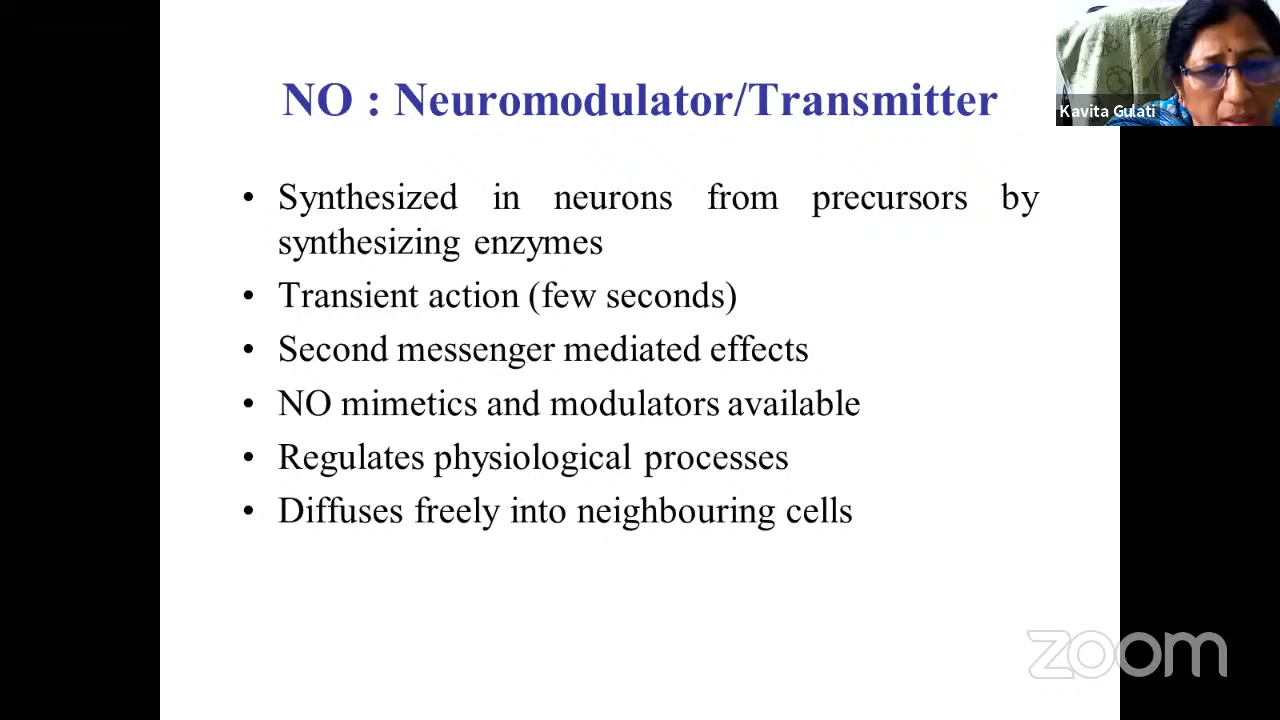 NO : Neuromodulator/Transmitter
Kavita Gulati
• Synthesized in neurons from precursors by
synthesizing enzymes
• Transient action (few seconds)
• Second messenger mediated effects
• NO mimetics and modulators available
• Regulates physiological processes
• Diffuses freely into neighbouring cells
zoom